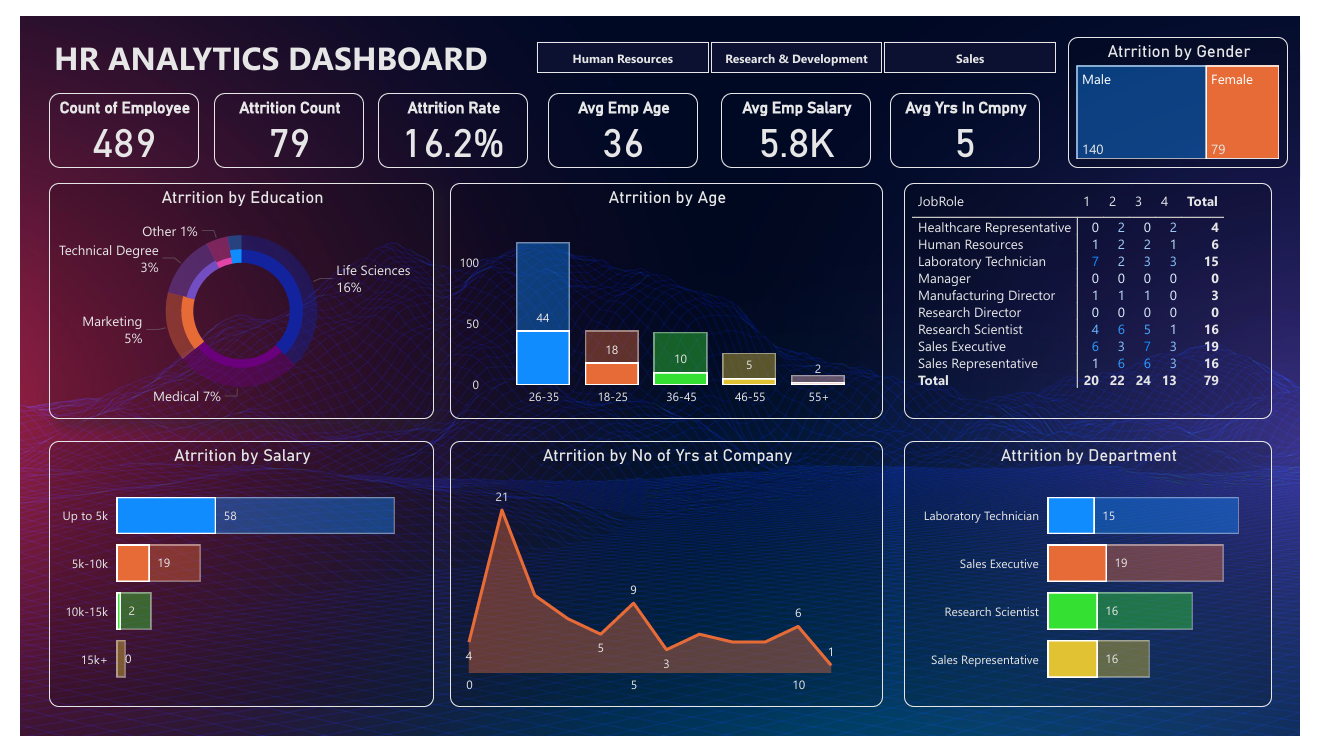 HR ANALYTICS DASHBOARD
Human Resources
Research & Development
Sales
Atrrition by Gender
Male
Female
140
79
Count of Employee
489
Attrition Count
79
Attrition Rate
16.2%
Avg Emp Age
36
Avg Emp Salary
5.8K
Avg Yrs In Cmpny
5
Atrrition by Education
Other 1%
Technical Degree
3%
Life Sciences
16%
Marketing
5%
Medical 7%
Atrrition by Age
100
50
0
44
18
10
5
2
26-35
18-25
36-45
46-55
55+
JobRole 1 2 3 4 Total
Healthcare Representative 0 2 0 2 4
Human Resources 1 2 2 1 6
Laboratory Technician 7 2 3 3 15
Manager 0 0 0 0 0
Manufacturing Director 1 1 1 0 3
Research Director 0 0 0 0 0
Research Scientist 4 6 5 1 16
Sales Executive 6 3 7 3 19
Sales Representative 1 6 6 3 16
Total 20 22 24 13 79
Atrrition by Salary
Up to 5k 58
5k-10k 19
10k-15k 2
15k+ 0
Atrrition by No of Yrs at Company
21
9
6
4
5
3
1
0
5
10
Attrition by Department
Laboratory Technician 15
Sales Executive 19
Research Scientist 16
Sales Representative 16